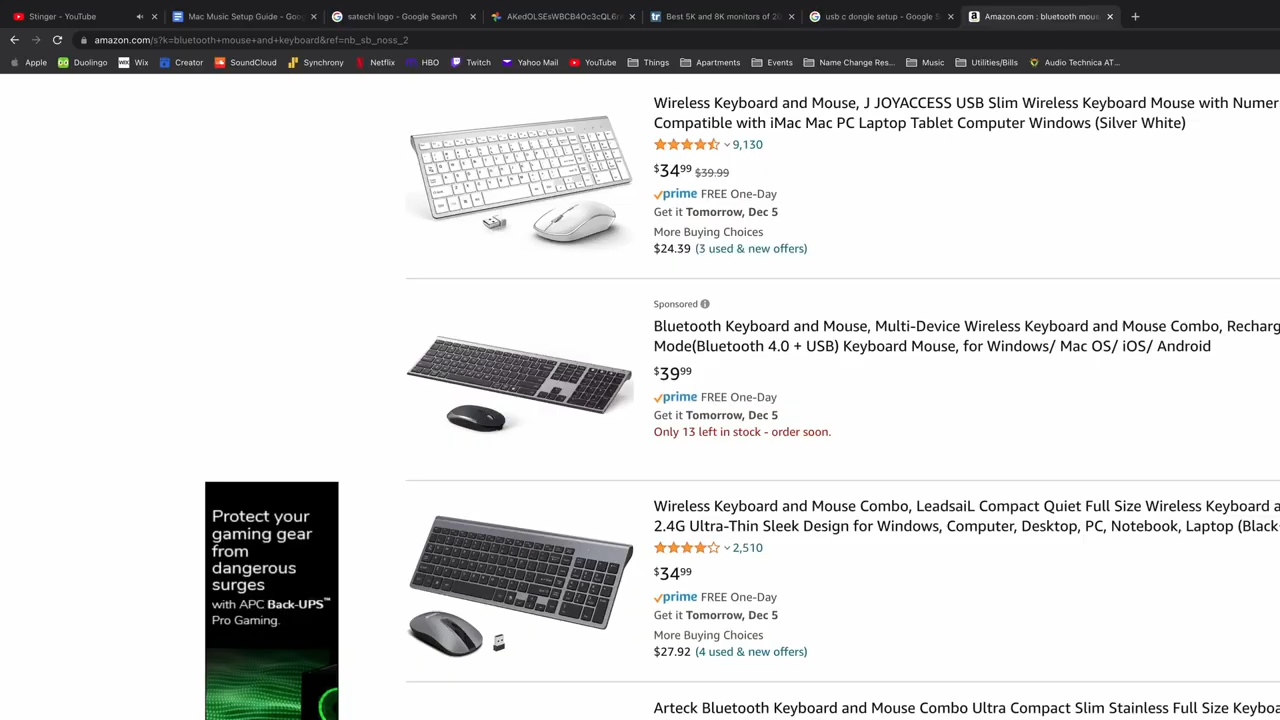 Stinger - YouTube
Mac Music Setup Guide - Goo
satechi logo - Google Search
AKedOLSEsWBCB4Oc3cQL6r
Best 5K and 8K monitors of 20
usb c dongle setup - Google S
Amazon.com : bluetooth mous
amazon.com/s?k=bluetooth+mouse+and+keyboard&ref=nb_sb_noss_2
Apple Duolingo Wix Creator SoundCloud Synchrony Netflix HBO Twitch Yahoo Mail YouTube Things Apartments Events Name Change Res... Music Utilities/Bills Audio Technica AT...
Wireless Keyboard and Mouse, J JOYACCESS USB Slim Wireless Keyboard Mouse with Numer
Compatible with iMac Mac PC Laptop Tablet Computer Windows (Silver White)
9,130
$34.99 $39.99
prime FREE One-Day
Get it Tomorrow, Dec 5
More Buying Choices
$24.39 (3 used & new offers)
Sponsored
Bluetooth Keyboard and Mouse, Multi-Device Wireless Keyboard and Mouse Combo, Recharg
Mode(Bluetooth 4.0 + USB) Keyboard Mouse, for Windows/ Mac OS/ iOS/ Android
$39.99
prime FREE One-Day
Get it Tomorrow, Dec 5
Only 13 left in stock - order soon.
Wireless Keyboard and Mouse Combo, LeadsaiL Compact Quiet Full Size Wireless Keyboard a
2.4G Ultra-Thin Sleek Design for Windows, Computer, Desktop, PC, Notebook, Laptop (Black-
2,510
$34.99
prime FREE One-Day
Get it Tomorrow, Dec 5
More Buying Choices
$27.92 (4 used & new offers)
Arteck Bluetooth Keyboard and Mouse Combo Ultra Compact Slim Stainless Full Size Keyboa
Protect your
gaming gear
from
dangerous
surges
with APC Back-UPS™
Pro Gaming.